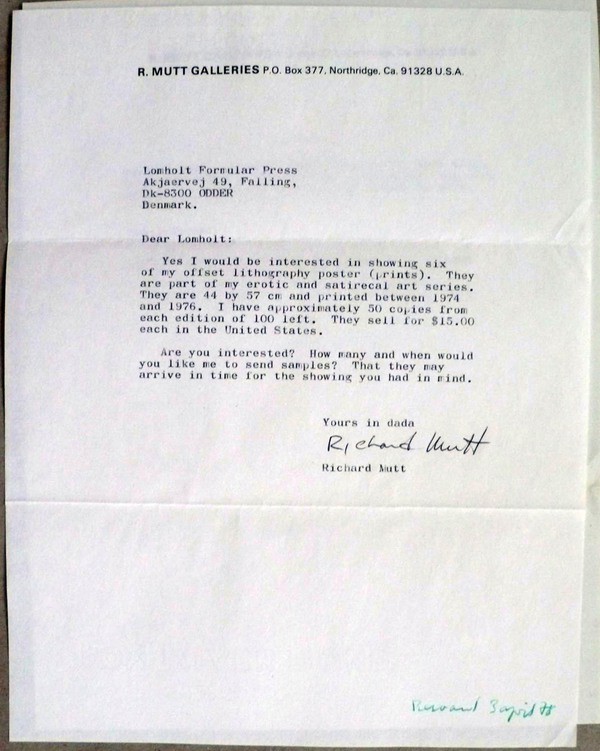 R. MUTT GALLERIES P.O. Box 377, Northridge, Ca. 91328 U.S.A.
Lomholt Formular Press
Akjaervej 49, Falling,
Dk-8300 ODDER
Denmark.
Dear Lomholt:
Yes I would be interested in showing six
of my offset lithography poster (prints). They
are part of my erotic and satirecal art series.
They are 44 by 57 cm and printed between 1974
and 1976. I have approximately 50 copies from
each edition of 100 left. They sell for $15.00
each in the United States.
Are you interested? How many and when would
you like me to send samples? That they may
arrive in time for the showing you had in mind.
Yours in dada
Richard Mutt
Richard Mutt
3 april 78